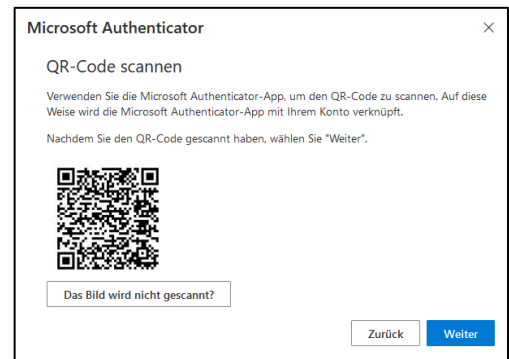 Microsoft Authenticator
QR-Code scannen
Verwenden Sie die Microsoft Authenticator-App, um den QR-Code zu scannen. Auf diese
Weise wird die Microsoft Authenticator-App mit Ihrem Konto verknüpft.
Nachdem Sie den QR-Code gescannt haben, wählen Sie "Weiter".
Das Bild wird nicht gescannt?
Zurück
Weiter